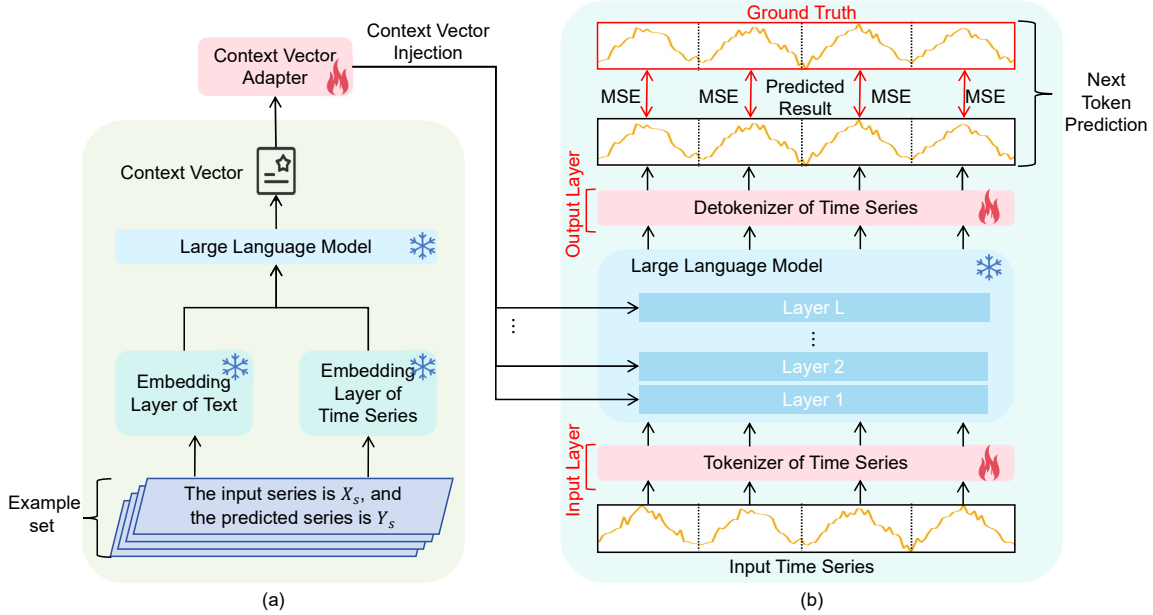 Context Vector
Adapter
Context Vector
Injection
Context Vector
Large Language Model
Embedding
Layer of Text
Embedding
Layer of
Time Series
Example
set
The input series is X_s, and
the predicted series is Y_s
(a)
Ground Truth
MSE
MSE
Predicted
Result
MSE
MSE
Next
Token
Prediction
Output Layer
Detokenizer of Time Series
Large Language Model
Layer L
...
...
Layer 2
Layer 1
Input Layer
Tokenizer of Time Series
Input Time Series
(b)